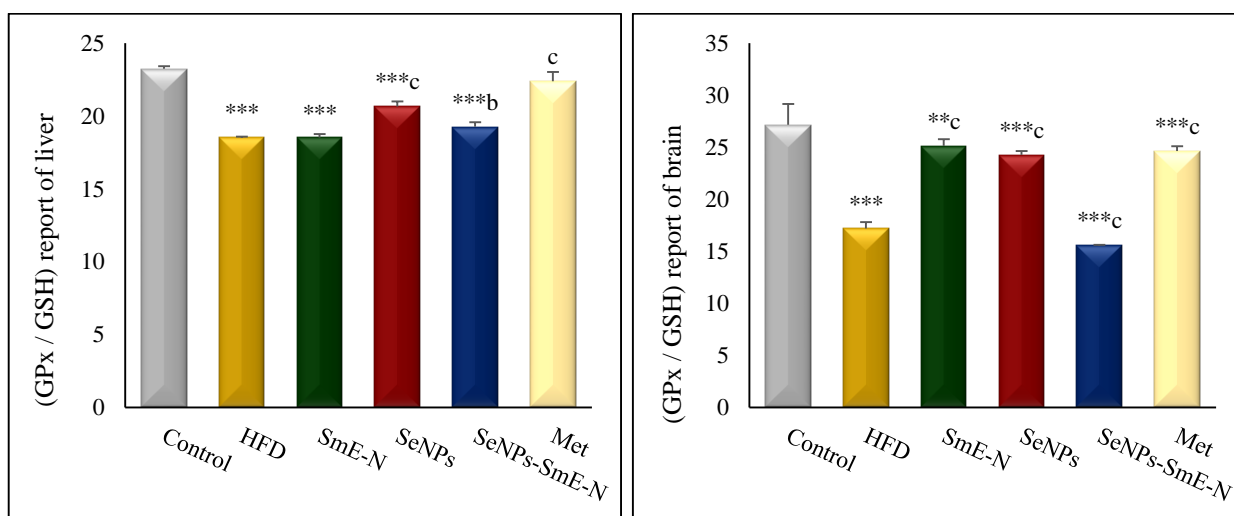 (GPx / GSH) report of liver
25
20
15
10
5
0
***
***
***c
***b
c
Control
HFD
SmE-N
SeNPs
SeNPs-SmE-N
Met
(GPx / GSH) report of brain
35
30
25
20
15
10
5
0
***
**c
***c
***c
***c
Control
HFD
SmE-N
SeNPs
SeNPs-SmE-N
Met